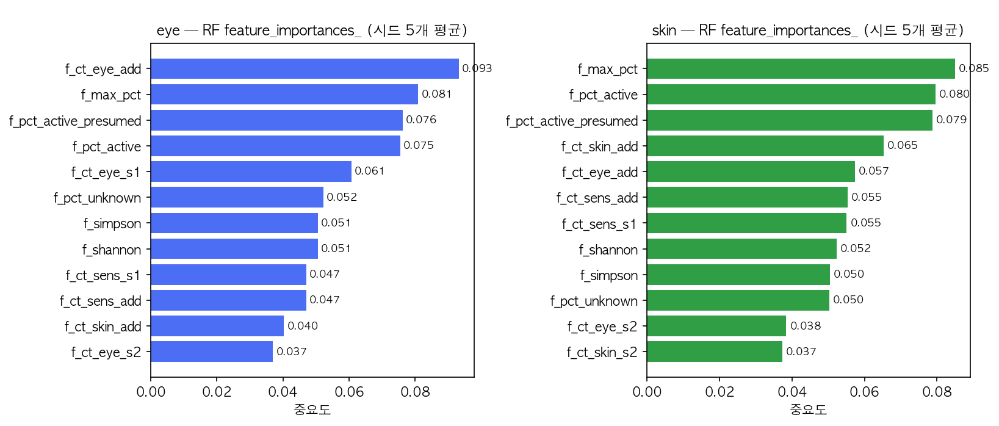 eye — RF feature_importances_ (시드 5개 평균)
f_ct_eye_add 0.093
f_max_pct 0.081
f_pct_active_presumed 0.076
f_pct_active 0.075
f_ct_eye_s1 0.061
f_pct_unknown 0.052
f_simpson 0.051
f_shannon 0.051
f_ct_sens_s1 0.047
f_ct_sens_add 0.047
f_ct_skin_add 0.040
f_ct_eye_s2 0.037
0.00 0.02 0.04 0.06 0.08
중요도
skin — RF feature_importances_ (시드 5개 평균)
f_max_pct 0.085
f_pct_active 0.080
f_pct_active_presumed 0.079
f_ct_skin_add 0.065
f_ct_eye_add 0.057
f_ct_sens_add 0.055
f_ct_sens_s1 0.055
f_shannon 0.052
f_simpson 0.050
f_pct_unknown 0.050
f_ct_eye_s2 0.038
f_ct_skin_s2 0.037
0.00 0.02 0.04 0.06 0.08
중요도